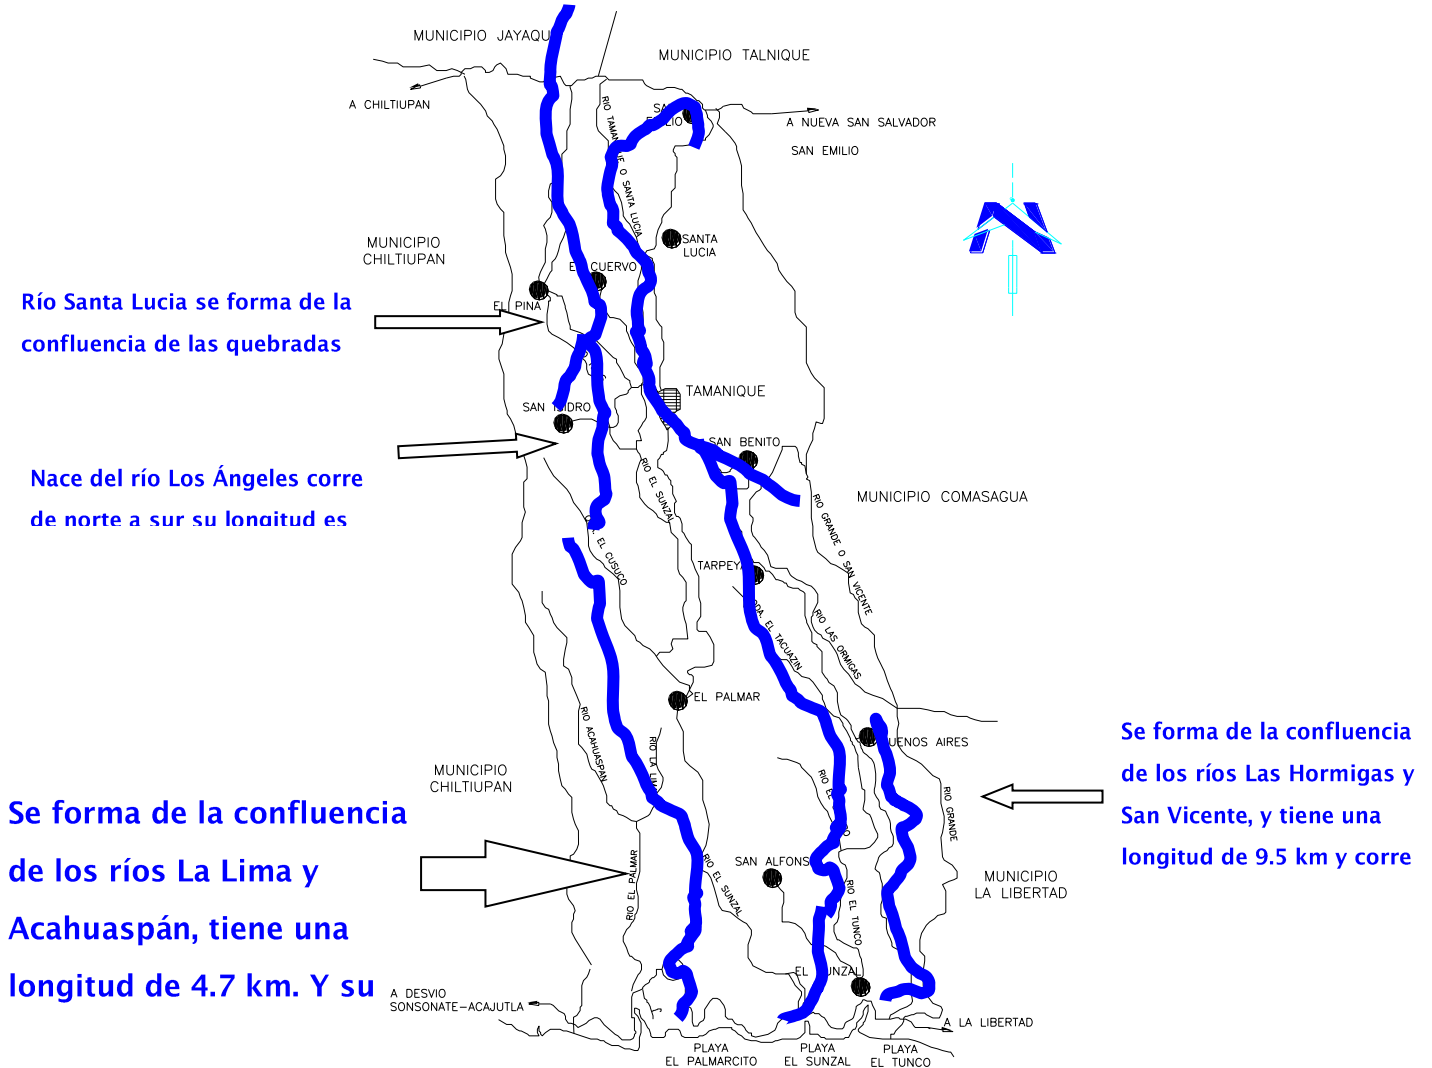 MUNICIPIO JAYAQU
MUNICIPIO TALNIQUE
A CHILTIUPAN
A NUEVA SAN SALVADOR
SAN EMILIO
RIO TAMANIQUE O SANTA LUCIA
MUNICIPIO
CHILTIUPAN
SANTA
LUCIA
EL CUERVO
EL PINA
Río Santa Lucia se forma de la
confluencia de las quebradas
TAMANIQUE
SAN ISIDRO
SAN BENITO
Nace del río Los Ángeles corre
de norte a sur su longitud es
RIO EL SUNZAL
MUNICIPIO COMASAGUA
RIO GRANDE O SAN VICENTE
EL CUSUCO
TARPEYA
QDA. EL TACUAZIN
RIO LAS ORMIGAS
EL PALMAR
RIO ACAHUASPAN
RIO LA LIMA
BUENOS AIRES
Se forma de la confluencia
de los ríos Las Hormigas y
San Vicente, y tiene una
longitud de 9.5 km y corre
MUNICIPIO
CHILTIUPAN
RIO EL
RIO GRANDE
Se forma de la confluencia
de los ríos La Lima y
Acahuaspán, tiene una
longitud de 4.7 km. Y su
RIO EL PALMAR
RIO EL SUNZAL
SAN ALFONS
RIO EL TUNCO
MUNICIPIO
LA LIBERTAD
EL SUNZAL
A DESVIO
SONSONATE-ACAJUTLA
A LA LIBERTAD
PLAYA
EL PALMARCITO
PLAYA
EL SUNZAL
PLAYA
EL TUNCO